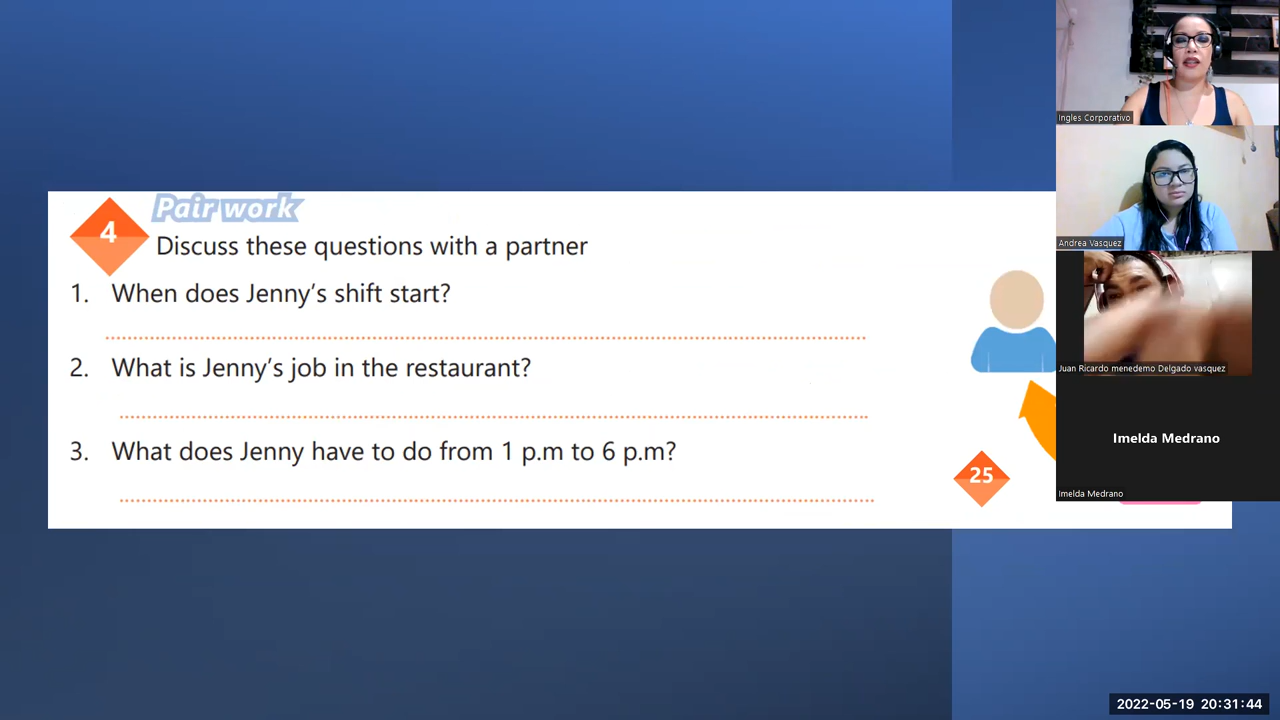 Pair work
4
Discuss these questions with a partner
1. When does Jenny's shift start?
2. What is Jenny's job in the restaurant?
3. What does Jenny have to do from 1 p.m to 6 p.m?
25
Ingles Corporativo
Andrea Vasquez
Juan Ricardo menedemo Delgado vasquez
Imelda Medrano
Imelda Medrano
2022-05-19 20:31:44